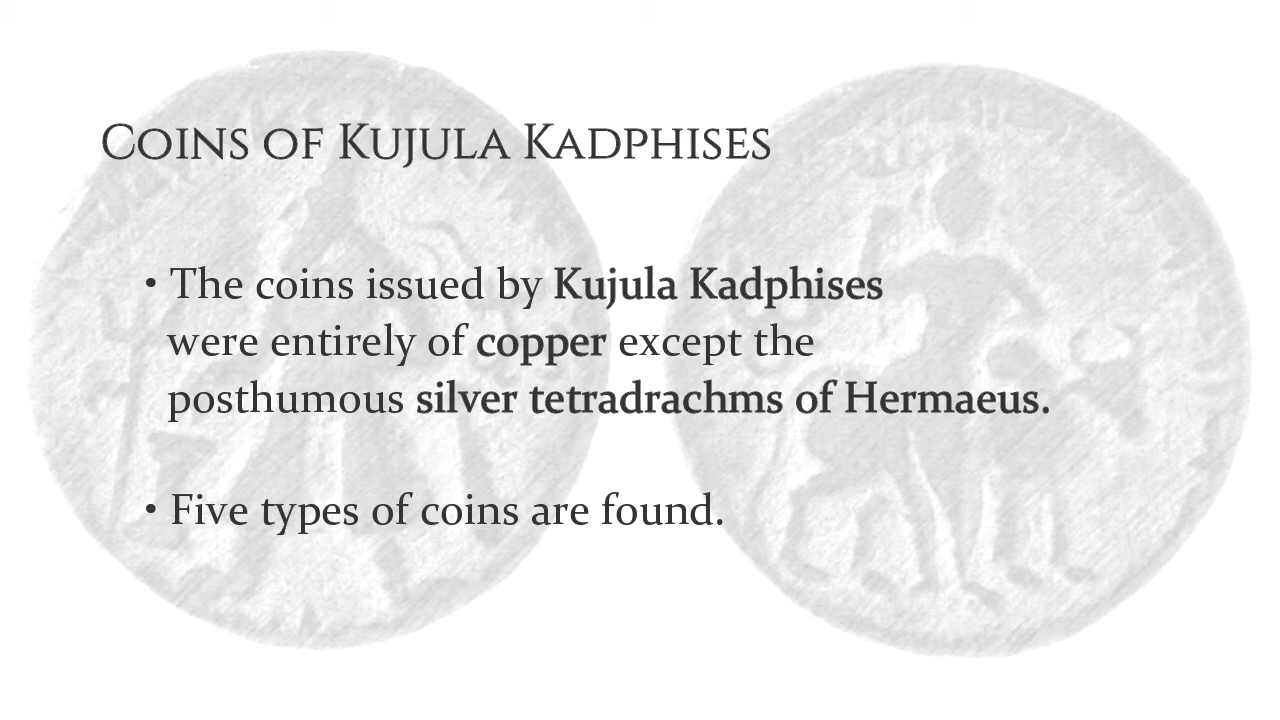 Coins of Kujula Kadphises
• The coins issued by Kujula Kadphises
were entirely of copper except the
posthumous silver tetradrachms of Hermaeus.
• Five types of coins are found.